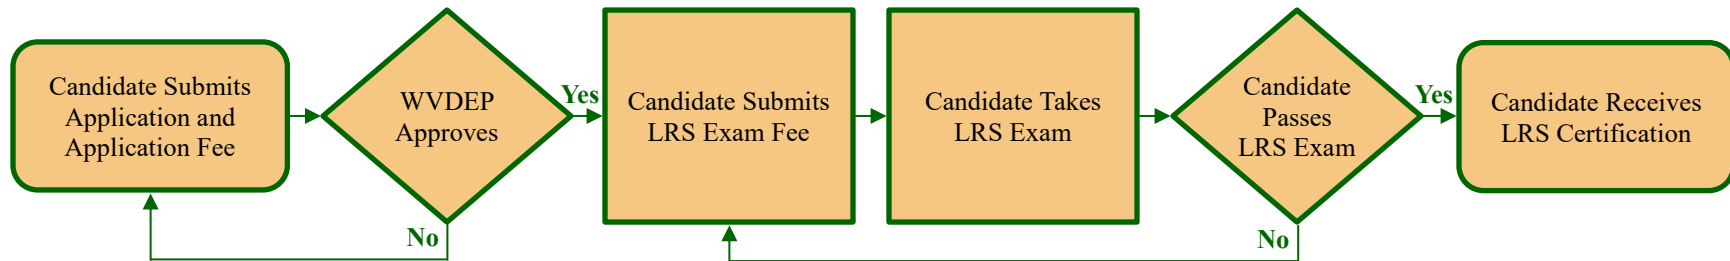 Candidate Submits
Application and
Application Fee
WVDEP
Approves
Yes
No
Candidate Submits
LRS Exam Fee
Candidate Takes
LRS Exam
Candidate
Passes
LRS Exam
Yes
No
Candidate Receives
LRS Certification